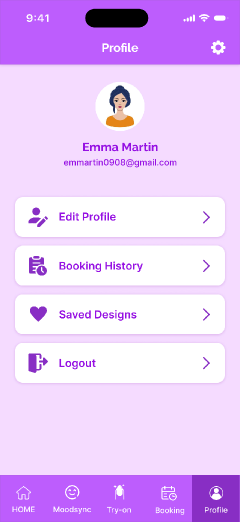 9:41
Profile
Emma Martin
emmartin0908@gmail.com
Edit Profile
Booking History
Saved Designs
Logout
HOME Moodsync Try-on Booking Profile